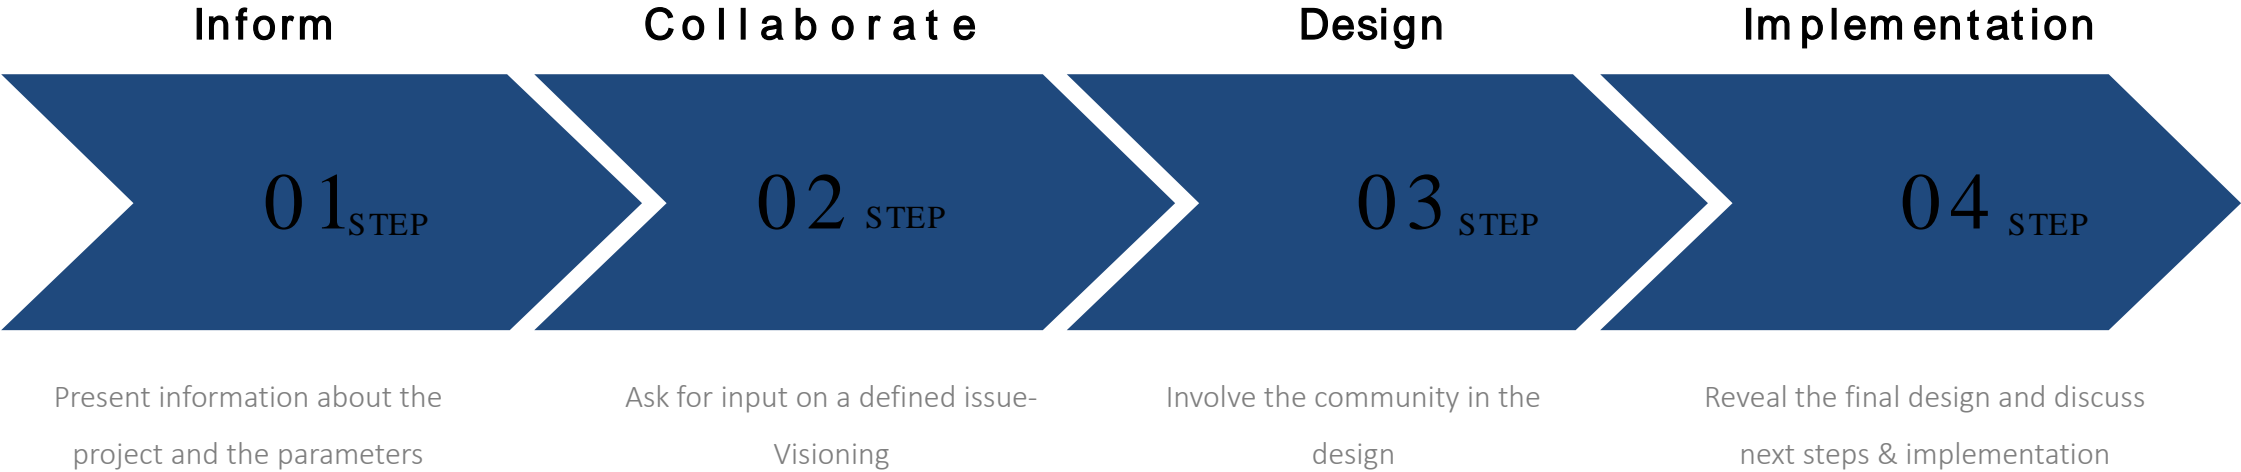 Inform
Collaborate
Design
Implementation
01 STEP
02 STEP
03 STEP
04 STEP
Present information about the
project and the parameters
Ask for input on a defined issue-
Visioning
Involve the community in the
design
Reveal the final design and discuss
next steps & implementation